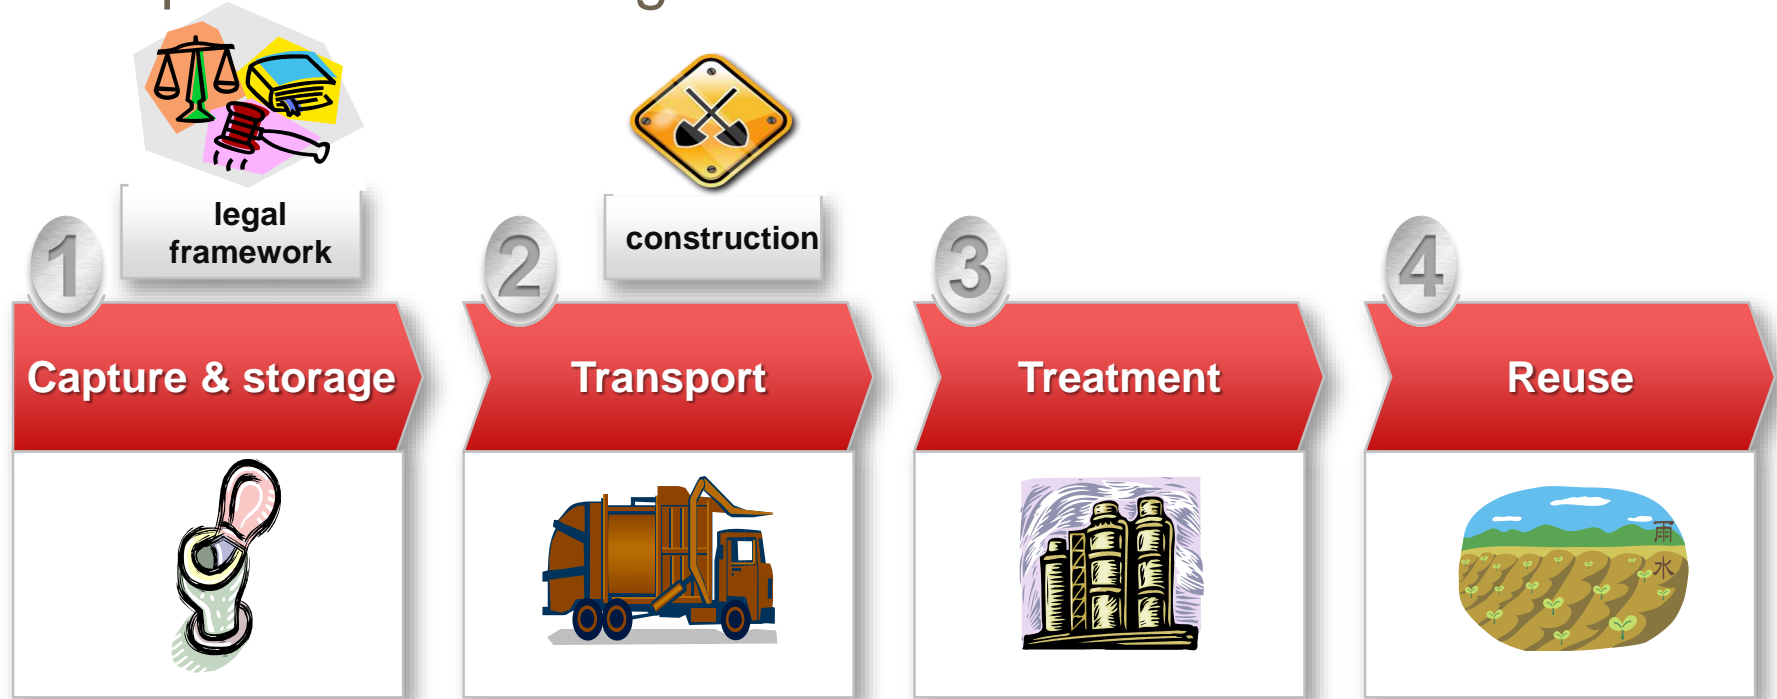 legal
framework
construction
1
2
3
4
Capture & storage
Transport
Treatment
Reuse
雨
水